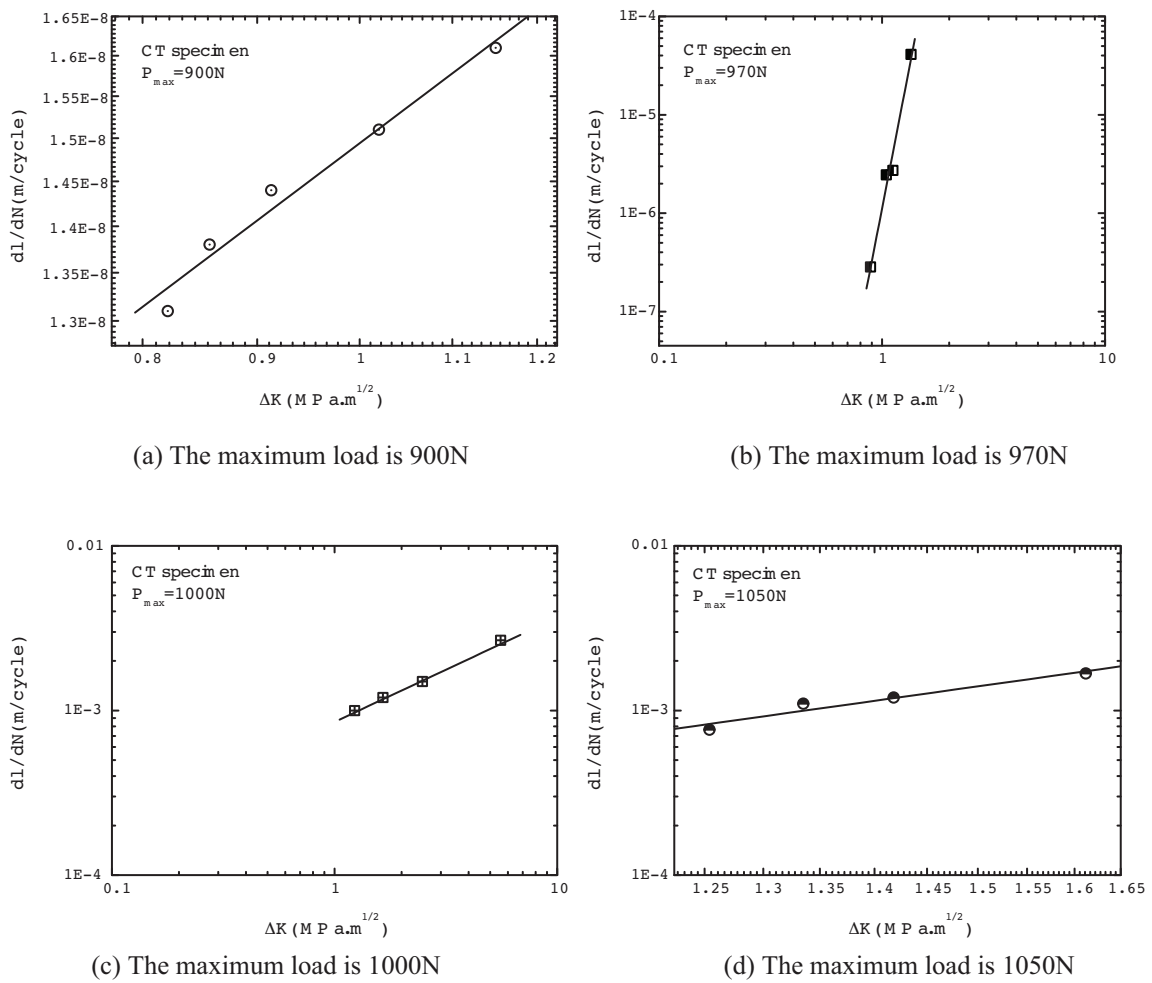 1.65E-8
1.6E-8
1.55E-8
1.5E-8
1.45E-8
1.4E-8
1.35E-8
1.3E-8
dl/dN(m/cycle)
CT specimen
Pmax=900N
0.8 0.9 1 1.1 1.2
ΔK(MPa.m1/2)
(a) The maximum load is 900N
1E-4
1E-5
1E-6
1E-7
dl/dN(m/cycle)
CT specimen
Pmax=970N
0.1 1 10
ΔK(MPa.m1/2)
(b) The maximum load is 970N
0.01
1E-3
1E-4
dl/dN(m/cycle)
CT specimen
Pmax=1000N
0.1 1 10
ΔK(MPa.m1/2)
(c) The maximum load is 1000N
0.01
1E-3
1E-4
dl/dN(m/cycle)
CT specimen
Pmax=1050N
1.25 1.3 1.35 1.4 1.45 1.5 1.55 1.6 1.65
ΔK(MPa.m1/2)
(d) The maximum load is 1050N